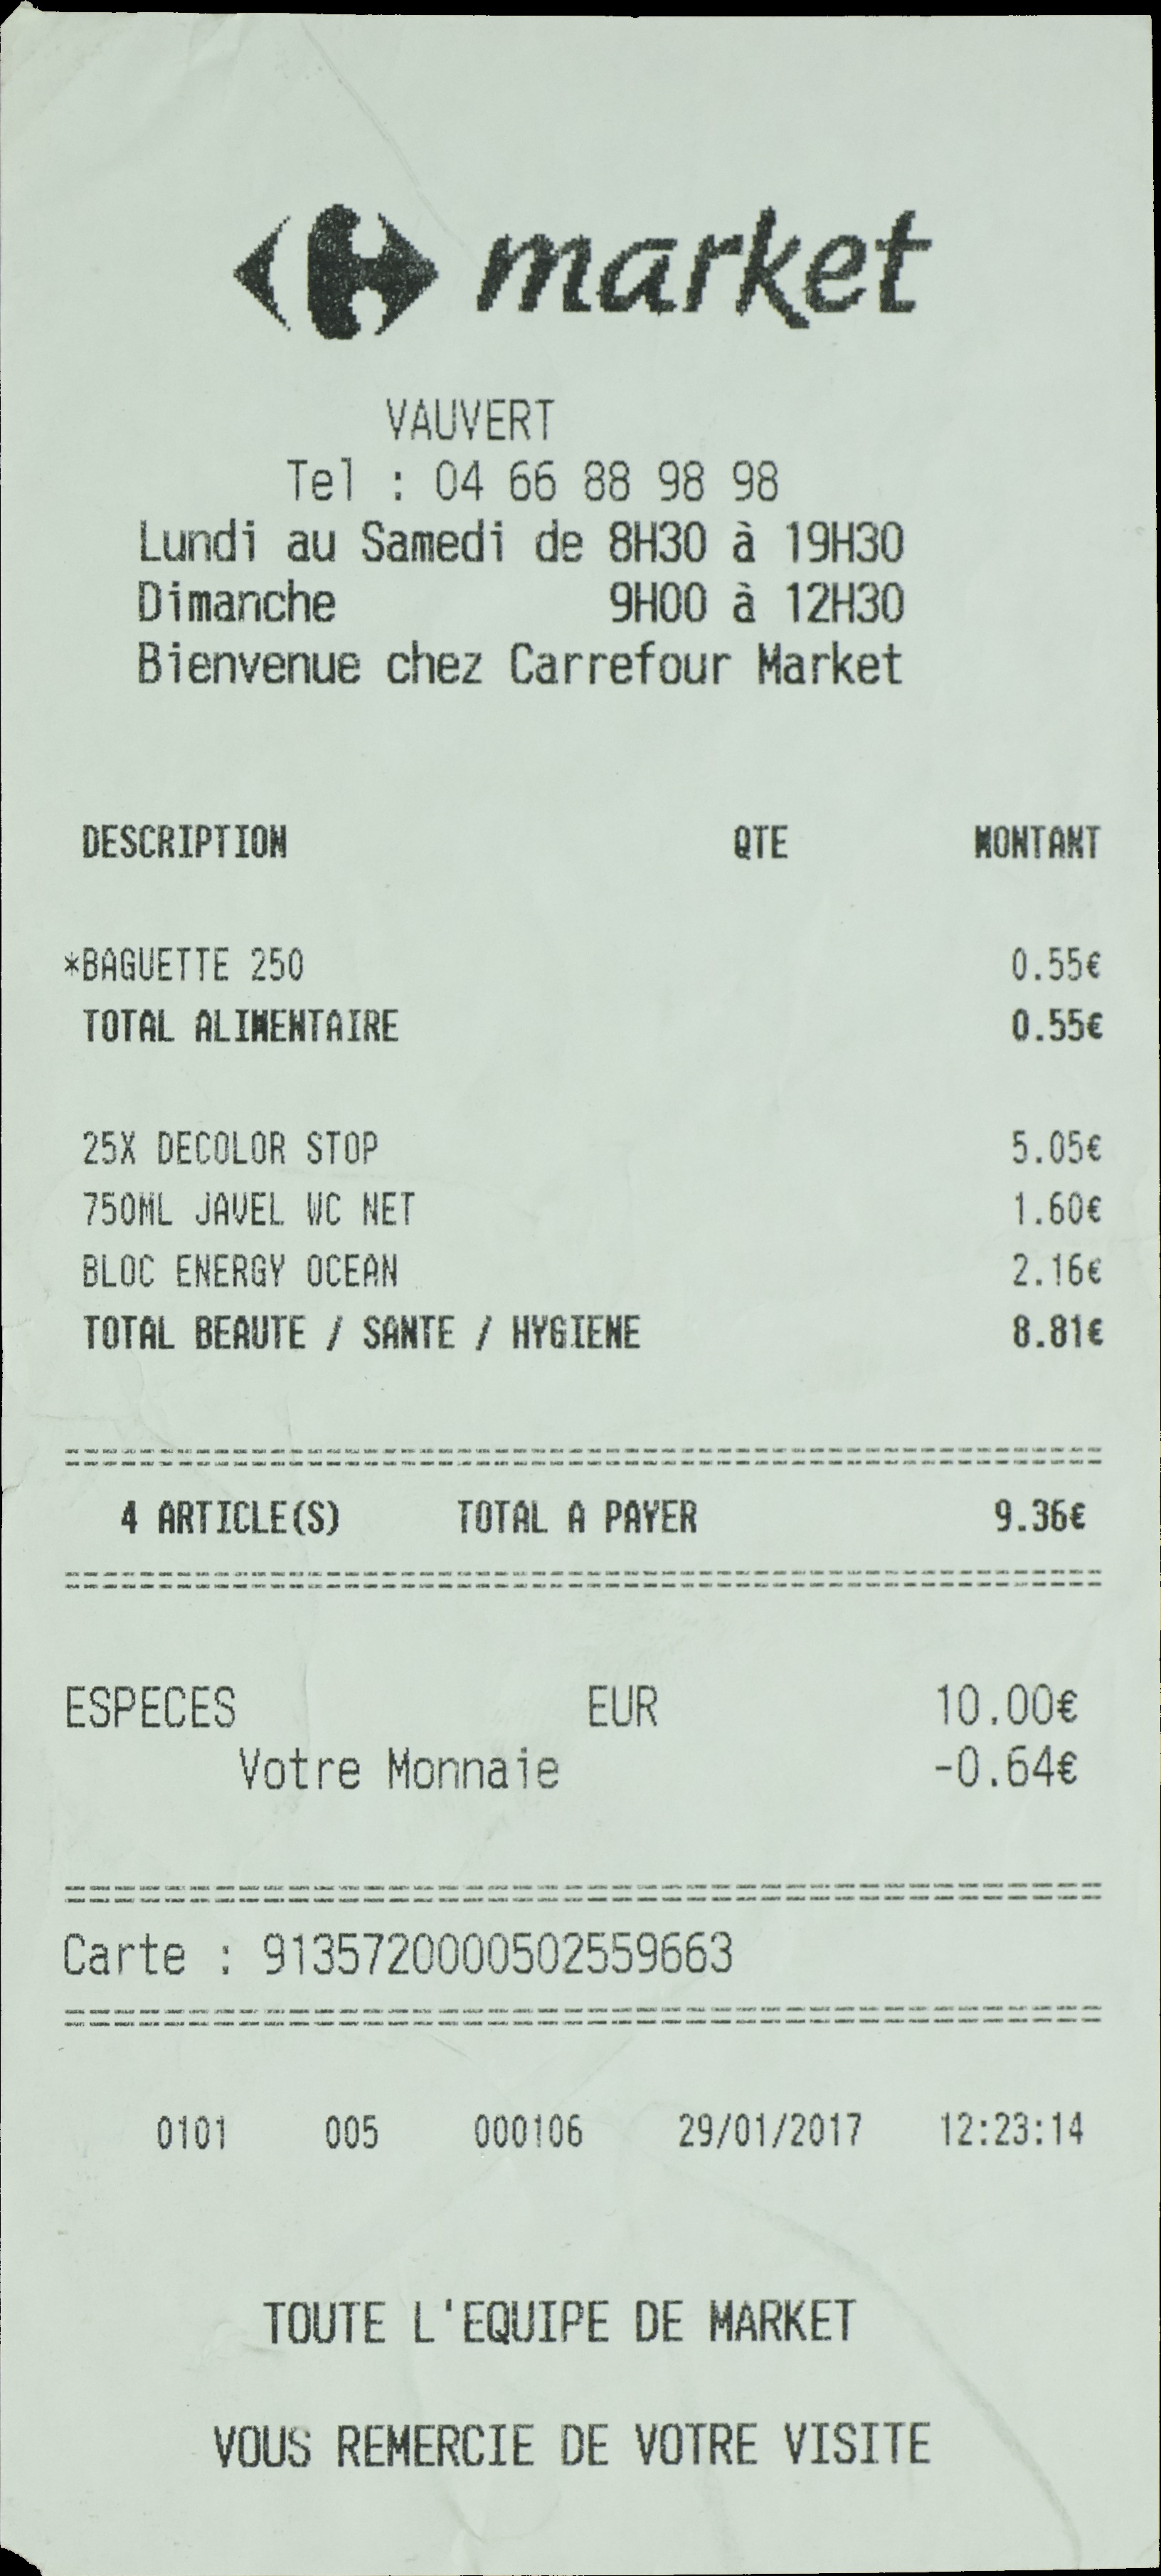 market
VAUVERT
Tel : 04 66 88 98 98
Lundi au Samedi de 8H30 à 19H30
Dimanche 9H00 à 12H30
Bienvenue chez Carrefour Market
DESCRIPTION QTE MONTANT
*BAGUETTE 250 0.55€
TOTAL ALIMENTAIRE 0.55€
25X DECOLOR STOP 5.05€
750ML JAVEL WC NET 1.60€
BLOC ENERGY OCEAN 2.16€
TOTAL BEAUTE / SANTE / HYGIENE 8.81€
4 ARTICLE(S) TOTAL A PAYER 9.36€
ESPECES EUR 10.00€
Votre Monnaie -0.64€
Carte : 9135720000502559663
0101 005 000106 29/01/2017 12:23:14
TOUTE L'EQUIPE DE MARKET
VOUS REMERCIE DE VOTRE VISITE